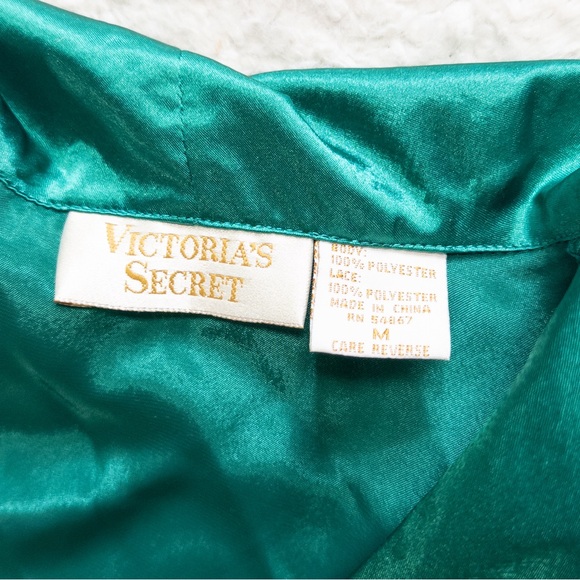 VICTORIA'S
SECRET
BODY:
100% POLYESTER
LACE:
100% POLYESTER
MADE IN CHINA
RN 54867
M
CARE REVERSE